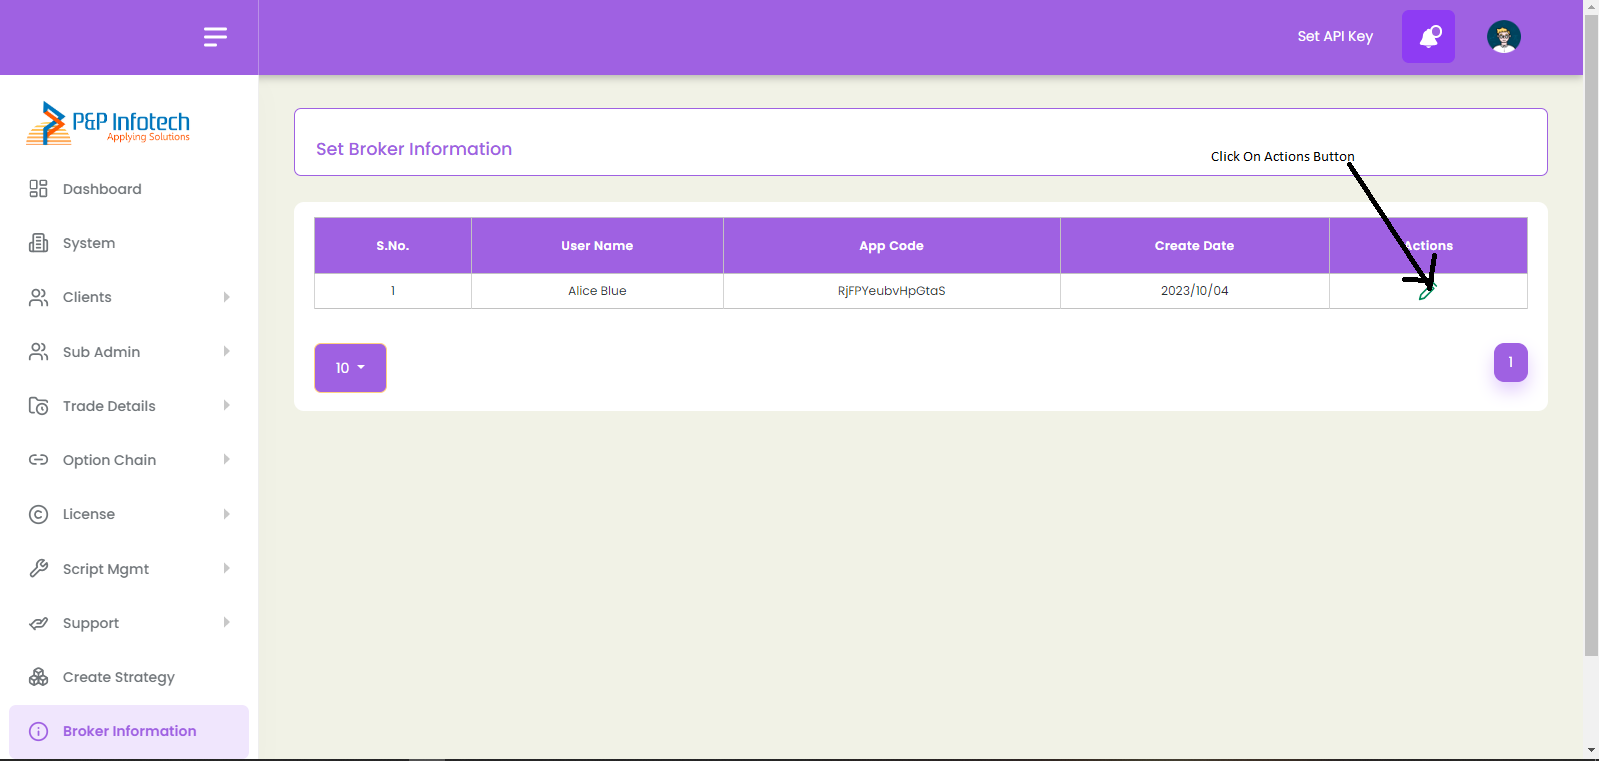 Set API Key
P&P Infotech
Applying Solutions
Dashboard
System
Clients
Sub Admin
Trade Details
Option Chain
License
Script Mgmt
Support
Create Strategy
Broker Information
Set Broker Information
Click On Actions Button
S.No. User Name App Code Create Date Actions
1 Alice Blue RjFPYeubvHpGtaS 2023/10/04
10
1